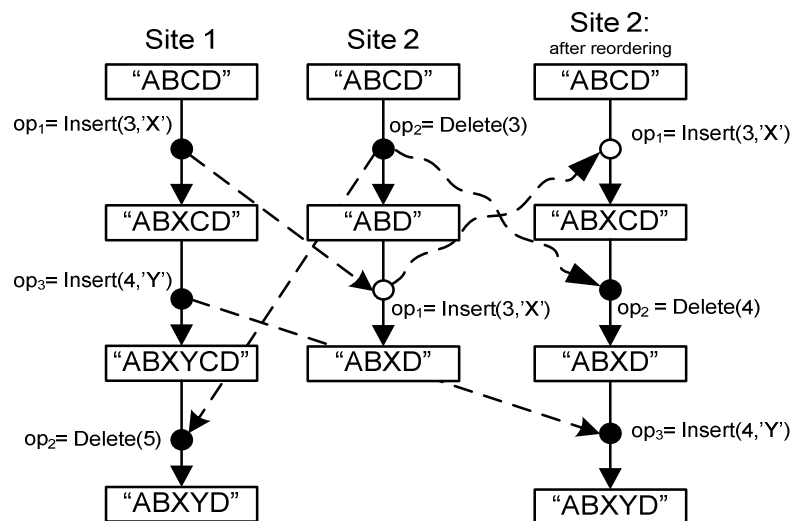 Site 1
"ABCD"
op₁= Insert(3,'X')
"ABXCD"
op₃= Insert(4,'Y')
"ABXYCD"
op₂= Delete(5)
"ABXYD"
Site 2
"ABCD"
op₂= Delete(3)
"ABD"
op₁= Insert(3,'X')
"ABXD"
Site 2:
after reordering
"ABCD"
op₁= Insert(3,'X')
"ABXCD"
op₂= Delete(4)
"ABXD"
op₃= Insert(4,'Y')
"ABXYD"